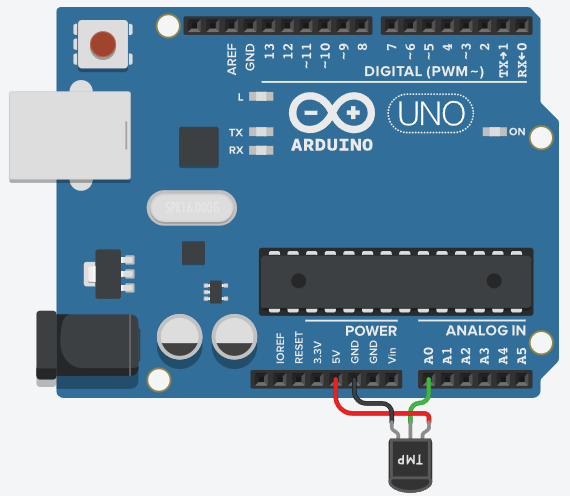 AREF
GND
13
12
~11
~10
~9
8
7
~6
~5
4
~3
2
TX→1
RX←0
DIGITAL (PWM~)
L
TX
RX
ARDUINO
UNO
ON
SPK16.000G
POWER
ANALOG IN
IOREF
RESET
3.3V
5V
GND
GND
Vin
A0
A1
A2
A3
A4
A5
TMP